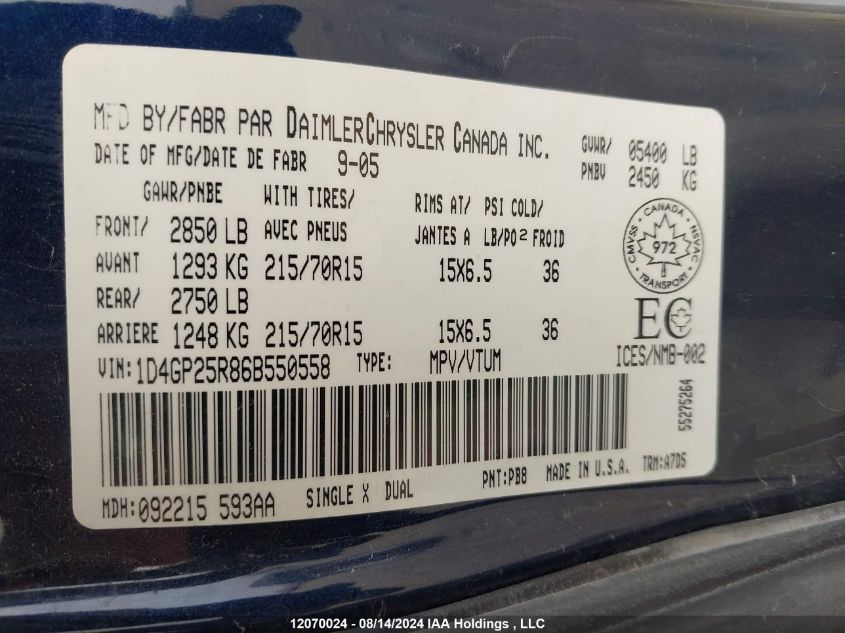 MFD BY/FABR PAR DAIMLERCHRYSLER CANADA INC.
DATE OF MFG/DATE DE FABR 9-05
GVWR/ 05400 LB
PNBV 2450 KG
GAWR/PNBE WITH TIRES/ RIMS AT/ PSI COLD/
FRONT/ 2850 LB AVEC PNEUS JANTES A LB/PO2 FROID
AVANT 1293 KG 215/70R15 15X6.5 36
REAR/ 2750 LB
ARRIERE 1248 KG 215/70R15 15X6.5 36
CANADA
CMVSS 972 NSVAC
TRANSPORT
EC
ICES/NMB-002
VIN:1D4GP25R86B550558 TYPE: MPV/VTUM
55275264
MDH:092215 593AA SINGLE X DUAL PNT:PB8 MADE IN U.S.A. TRM:A7D5
12070024 - 08/14/2024 IAA Holdings , LLC